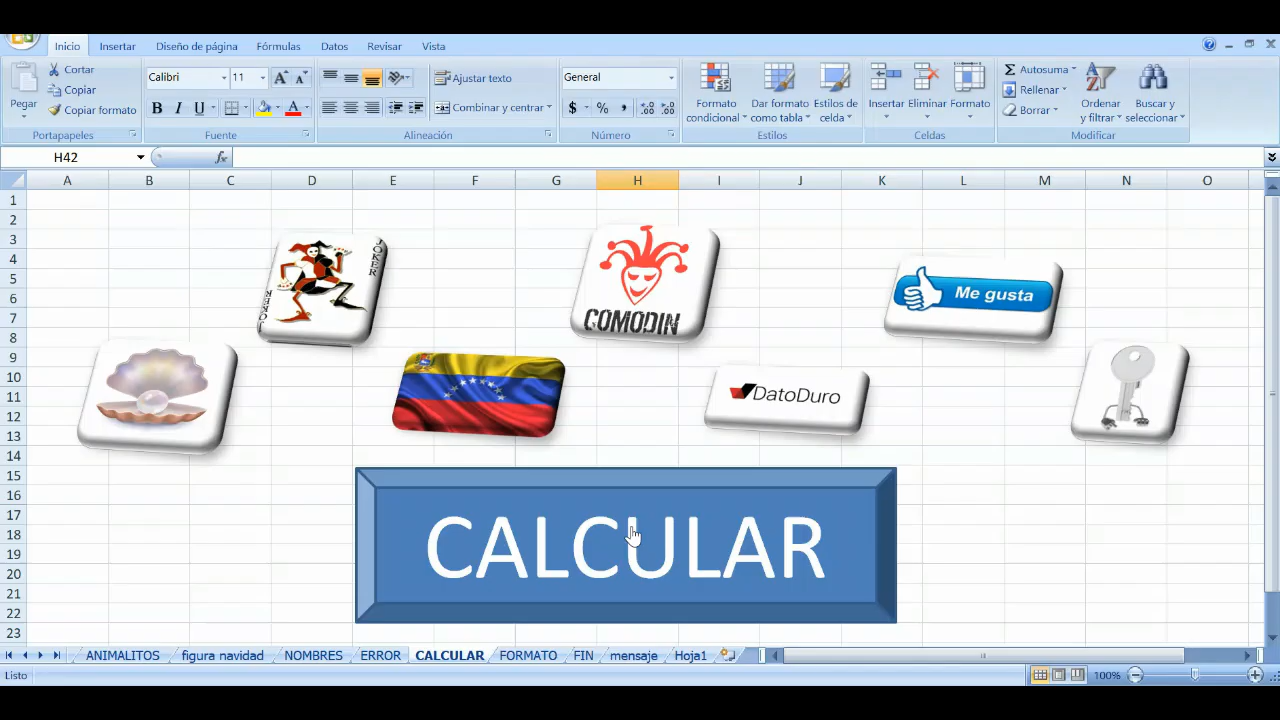 Inicio Insertar Diseño de página Fórmulas Datos Revisar Vista
Pegar
Cortar
Copiar
Copiar formato
Portapapeles
Calibri 11
N K S A
Fuente
Ajustar texto
Combinar y centrar
Alineación
General
$ % ,
Número
Formato condicional
Dar formato como tabla
Estilos de celda
Estilos
Insertar Eliminar Formato
Celdas
Autosuma
Rellenar
Borrar
Ordenar y filtrar
Buscar y seleccionar
Modificar
H42 fx
A B C D E F G H I J K L M N O
1
2
3
4
5
6
7
8
9
10
11
12
13
14
15
16
17
18
19
20
21
22
23
JOKER
JOKER
COMODIN
Me gusta
DatoDuro
CALCULAR
ANIMALITOS figura navidad NOMBRES ERROR CALCULAR FORMATO FIN mensaje Hoja1
Listo 100%